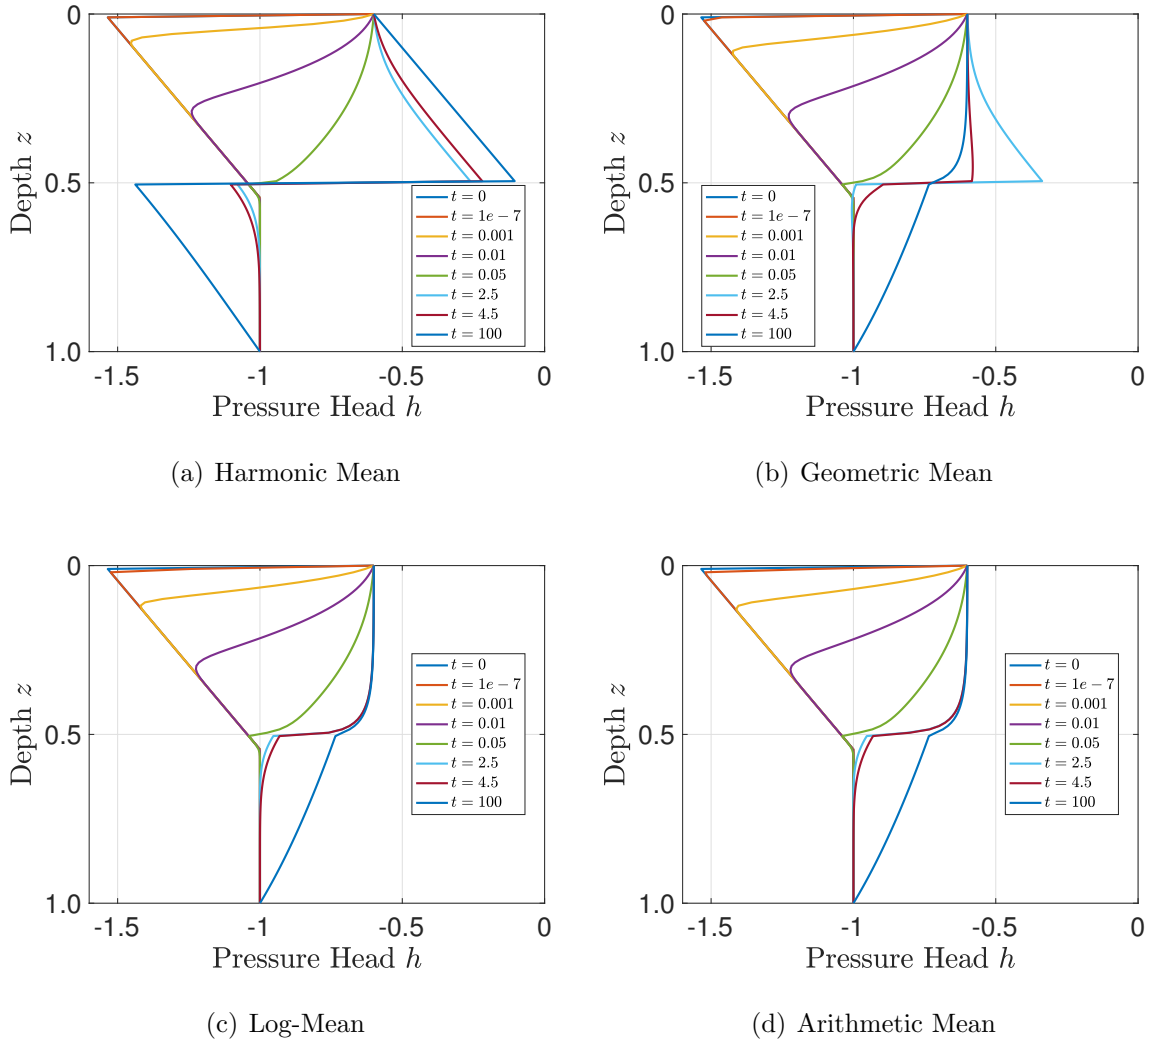 0
0.5
1.0
Depth z
-1.5
-1
-0.5
0
Pressure Head h
t = 0
t = 1e − 7
t = 0.001
t = 0.01
t = 0.05
t = 2.5
t = 4.5
t = 100
(a) Harmonic Mean
0
0.5
1.0
Depth z
-1.5
-1
-0.5
0
Pressure Head h
t = 0
t = 1e − 7
t = 0.001
t = 0.01
t = 0.05
t = 2.5
t = 4.5
t = 100
(b) Geometric Mean
0
0.5
1.0
Depth z
-1.5
-1
-0.5
0
Pressure Head h
t = 0
t = 1e − 7
t = 0.001
t = 0.01
t = 0.05
t = 2.5
t = 4.5
t = 100
(c) Log-Mean
0
0.5
1.0
Depth z
-1.5
-1
-0.5
0
Pressure Head h
t = 0
t = 1e − 7
t = 0.001
t = 0.01
t = 0.05
t = 2.5
t = 4.5
t = 100
(d) Arithmetic Mean